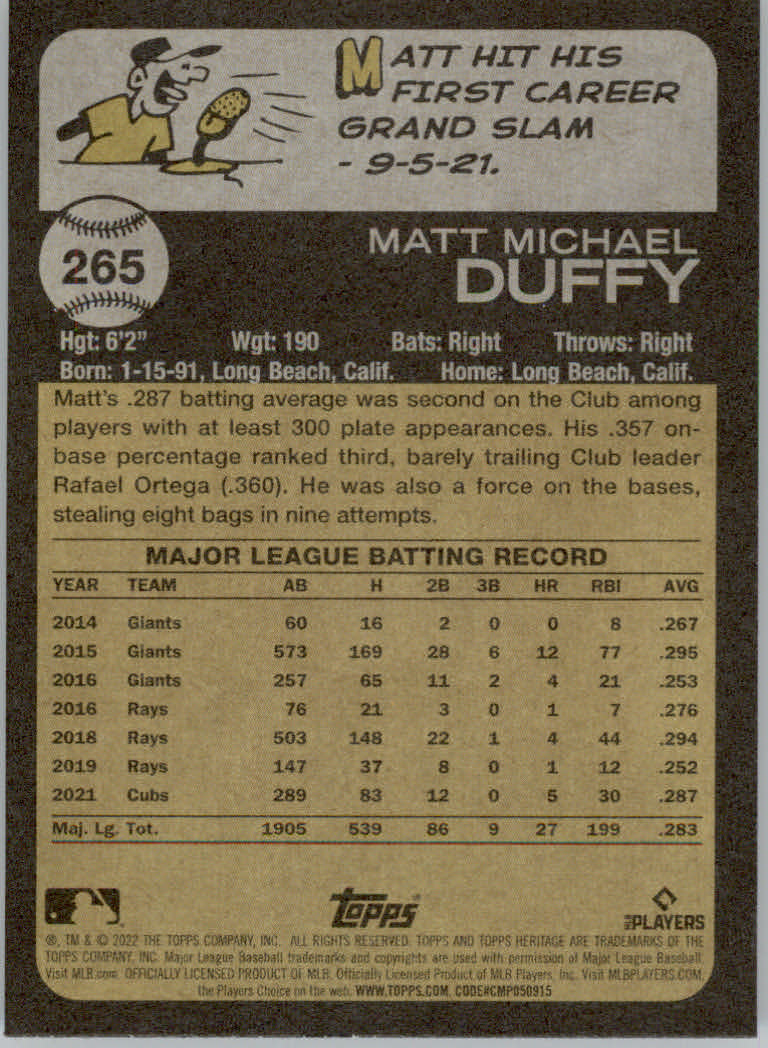 MATT HIT HIS
FIRST CAREER
GRAND SLAM
- 9-5-21.
265
MATT MICHAEL
DUFFY
Hgt: 6'2" Wgt: 190 Bats: Right Throws: Right
Born: 1-15-91, Long Beach, Calif. Home: Long Beach, Calif.
Matt's .287 batting average was second on the Club among
players with at least 300 plate appearances. His .357 on-
base percentage ranked third, barely trailing Club leader
Rafael Ortega (.360). He was also a force on the bases,
stealing eight bags in nine attempts.
MAJOR LEAGUE BATTING RECORD
YEAR TEAM AB H 2B 3B HR RBI AVG
2014 Giants 60 16 2 0 0 8 .267
2015 Giants 573 169 28 6 12 77 .295
2016 Giants 257 65 11 2 4 21 .253
2016 Rays 76 21 3 0 1 7 .276
2018 Rays 503 148 22 1 4 44 .294
2019 Rays 147 37 8 0 1 12 .252
2021 Cubs 289 83 12 0 5 30 .287
Maj. Lg. Tot. 1905 539 86 9 27 199 .283
Topps
PLAYERS
®, TM & © 2022 THE TOPPS COMPANY, INC. ALL RIGHTS RESERVED. TOPPS AND TOPPS HERITAGE ARE TRADEMARKS OF THE
TOPPS COMPANY, INC. Major League Baseball trademarks and copyrights are used with permission of Major League Baseball.
Visit MLB.com. OFFICIALLY LICENSED PRODUCT OF MLB. Officially Licensed Product of MLB Players, Inc. Visit MLBPLAYERS.COM,
the Players Choice on the web. WWW.TOPPS.COM. CODE#CMP050915